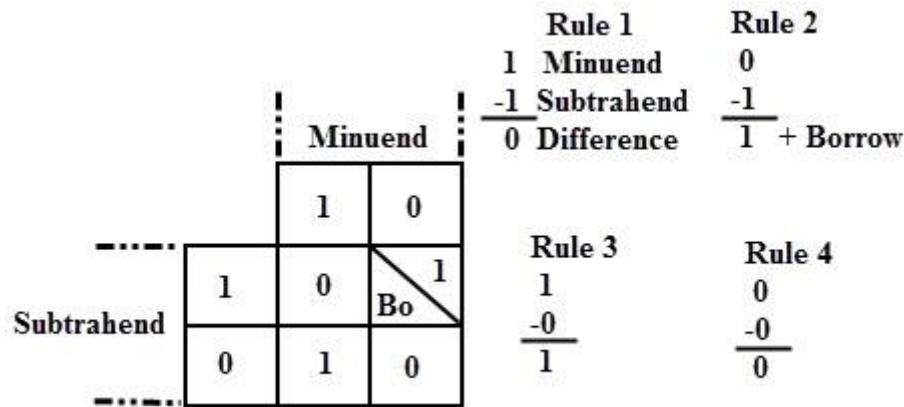 Rule 1 Rule 2
1 Minuend 0
-1 Subtrahend -1
0 Difference 1 + Borrow
Minuend
1 0
1 0 Bo 1
Subtrahend
0 1 0
Rule 3 Rule 4
1 0
-0 -0
1 0